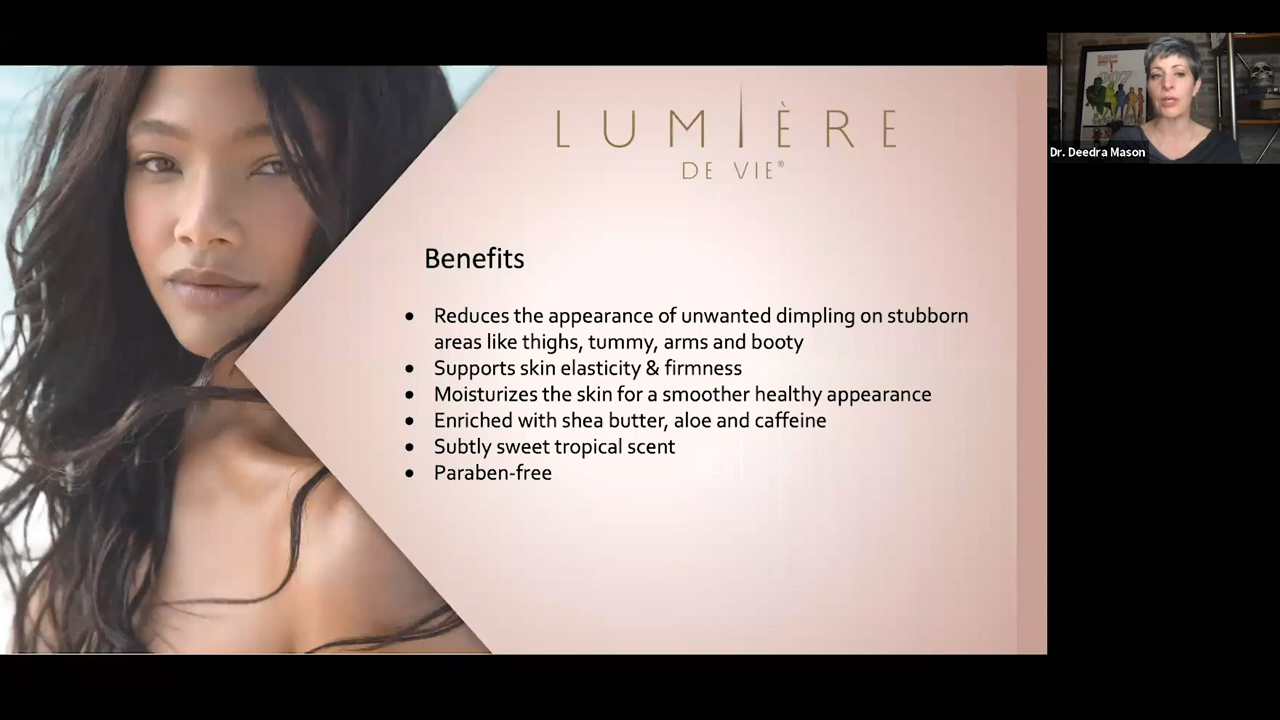 LUMIÈRE
DE VIE®
Benefits
• Reduces the appearance of unwanted dimpling on stubborn
areas like thighs, tummy, arms and booty
• Supports skin elasticity & firmness
• Moisturizes the skin for a smoother healthy appearance
• Enriched with shea butter, aloe and caffeine
• Subtly sweet tropical scent
• Paraben-free
007
Dr. Deedra Mason